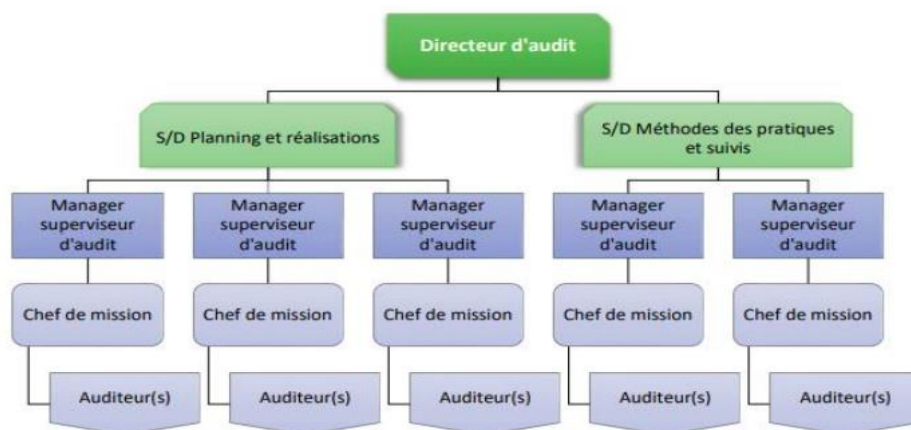 Directeur d'audit
S/D Planning et réalisations
S/D Méthodes des pratiques
et suivis
Manager
superviseur
d'audit
Manager
superviseur
d'audit
Manager
superviseur
d'audit
Manager
superviseur
d'audit
Manager
superviseur
d'audit
Chef de mission
Chef de mission
Chef de mission
Chef de mission
Chef de mission
Auditeur(s)
Auditeur(s)
Auditeur(s)
Auditeur(s)
Auditeur(s)